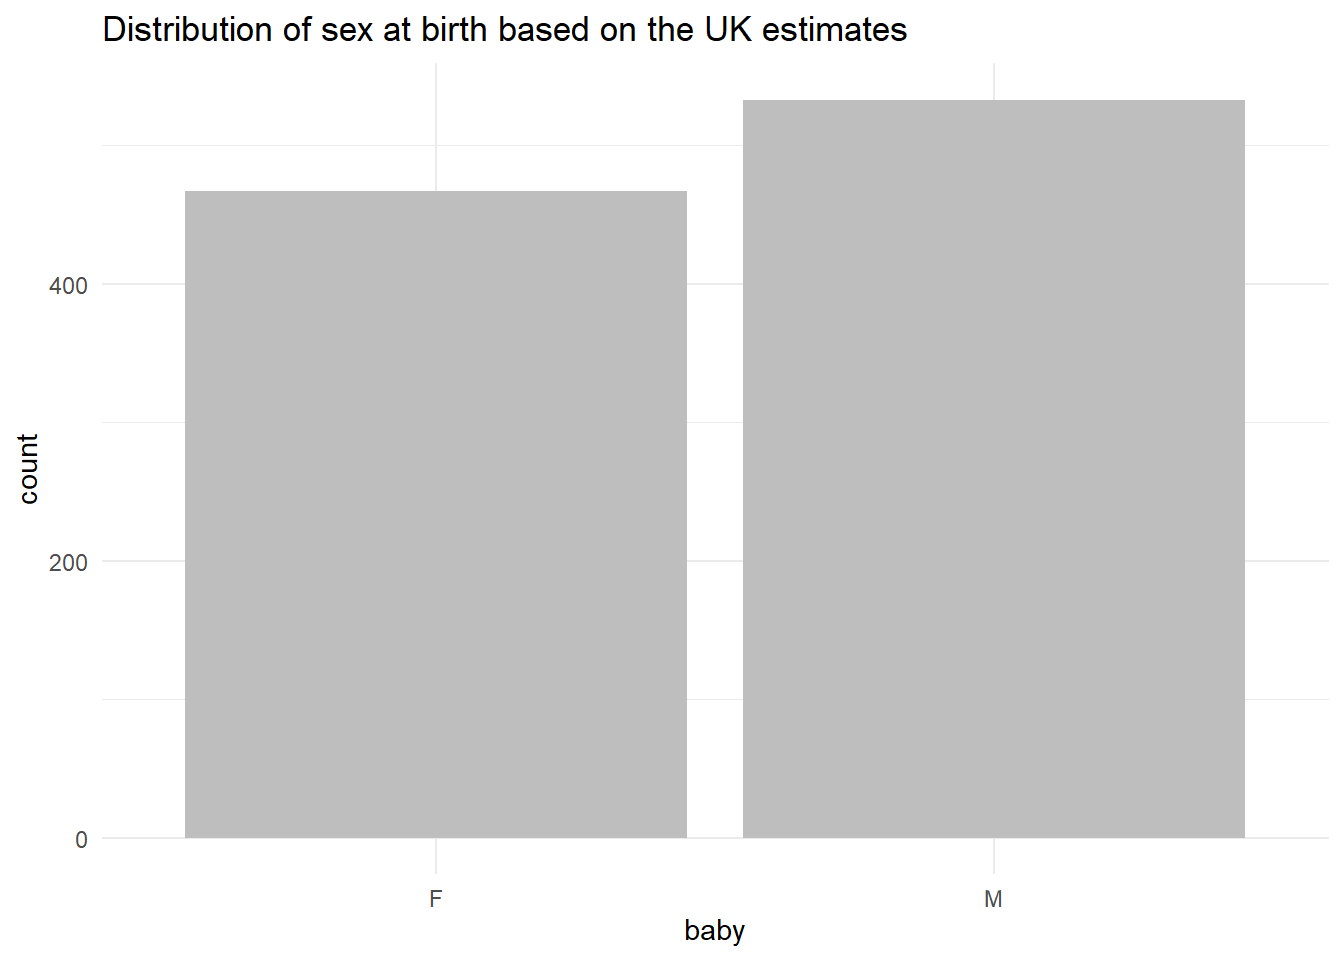 Distribution of sex at birth based on the UK estimates
count
400
200
0
F
M
baby